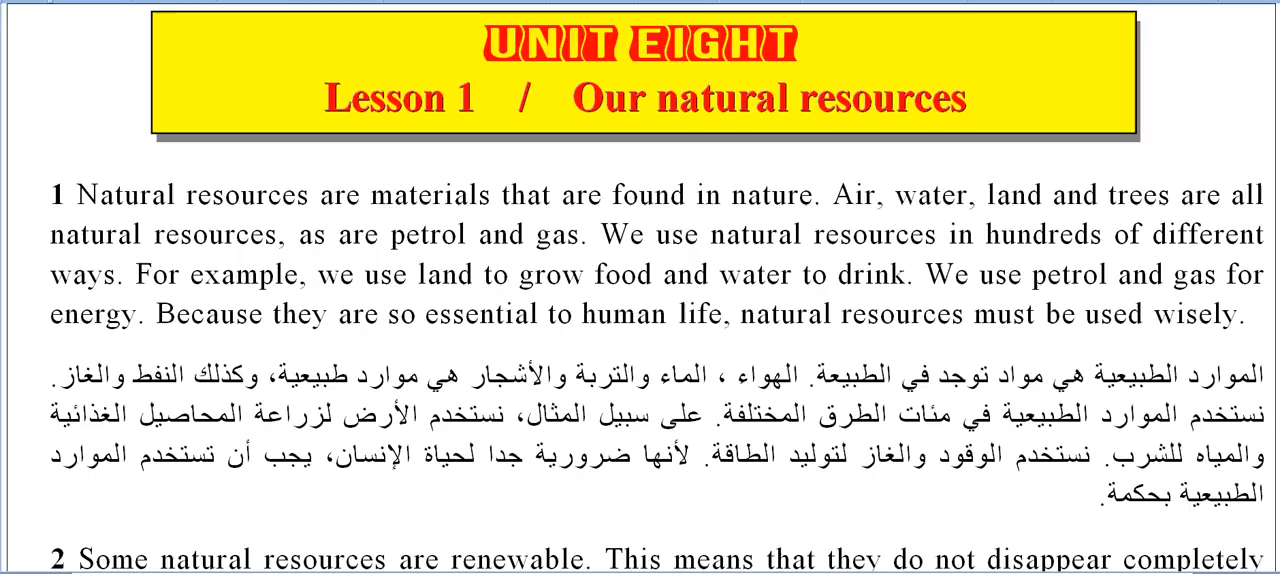 UNIT EIGHT
Lesson 1 / Our natural resources
1 Natural resources are materials that are found in nature. Air, water, land and trees are all
natural resources, as are petrol and gas. We use natural resources in hundreds of different
ways. For example, we use land to grow food and water to drink. We use petrol and gas for
energy. Because they are so essential to human life, natural resources must be used wisely.
الموارد الطبيعية هي مواد توجد في الطبيعة. الهواء ، الماء والتربة والأشجار هي موارد طبيعية، وكذلك النفط والغاز.
نستخدم الموارد الطبيعية في مئات الطرق المختلفة. على سبيل المثال، نستخدم الأرض لزراعة المحاصيل الغذائية
والمياه للشرب. نستخدم الوقود والغاز لتوليد الطاقة. لأنها ضرورية جدا لحياة الإنسان، يجب أن تستخدم الموارد
الطبيعية بحكمة.
2 Some natural resources are renewable. This means that they do not disappear completely